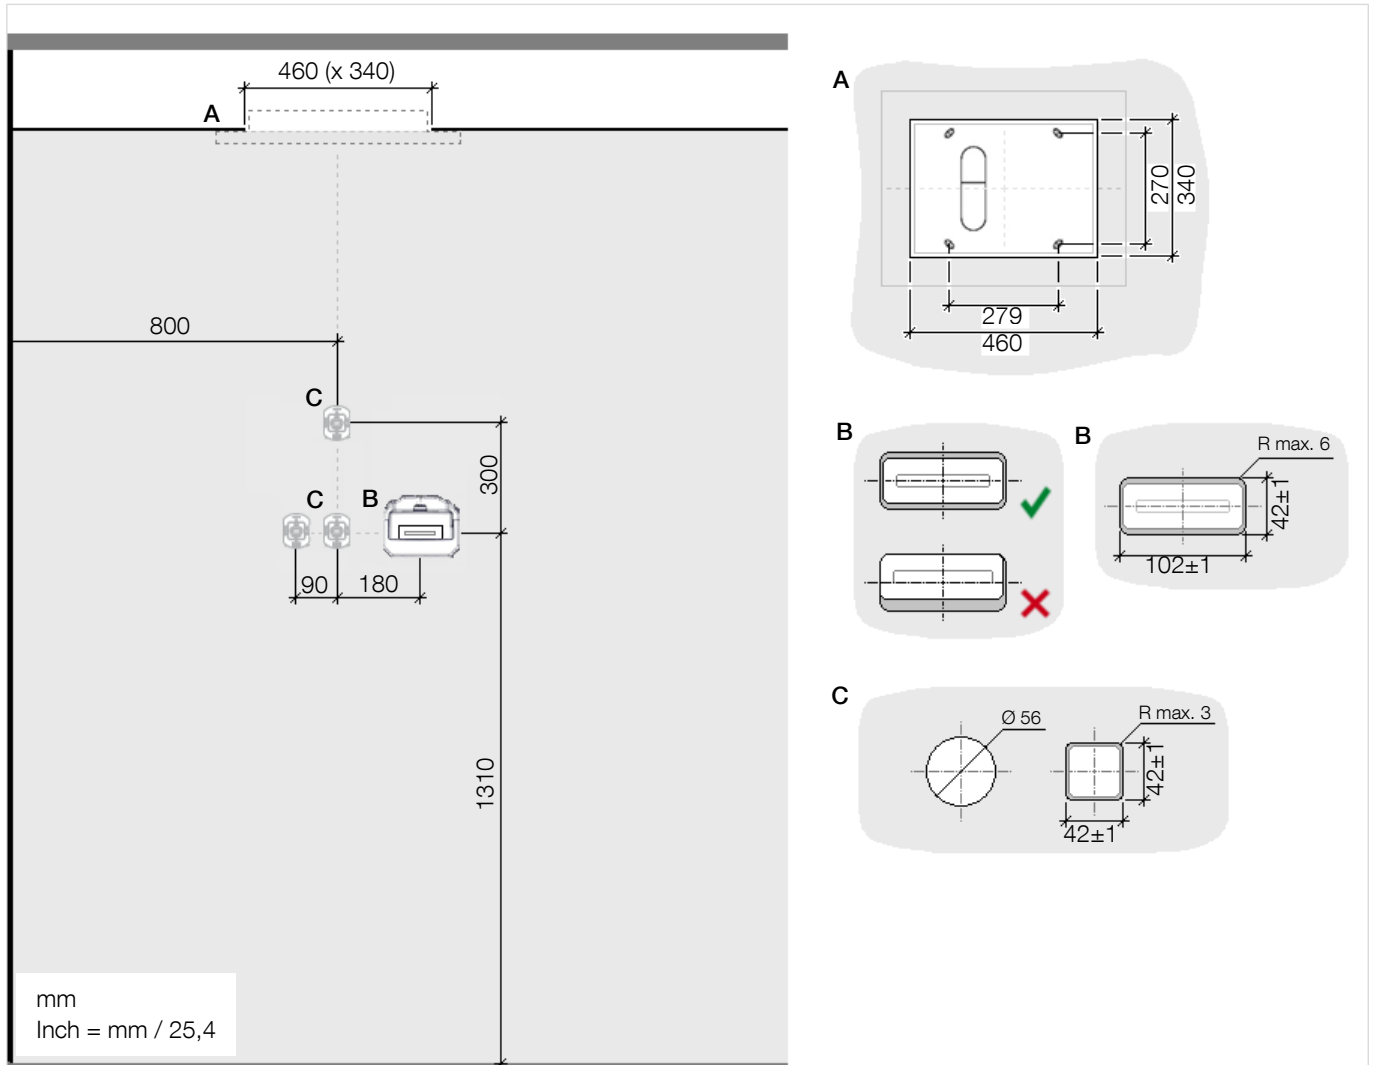 460 (x 340)
A
800
C
300
C
B
90
180
1310
mm
Inch = mm / 25,4
A
270
340
279
460
B
B
R max. 6
42±1
102±1
C
Ø 56
R max. 3
42±1
42±1